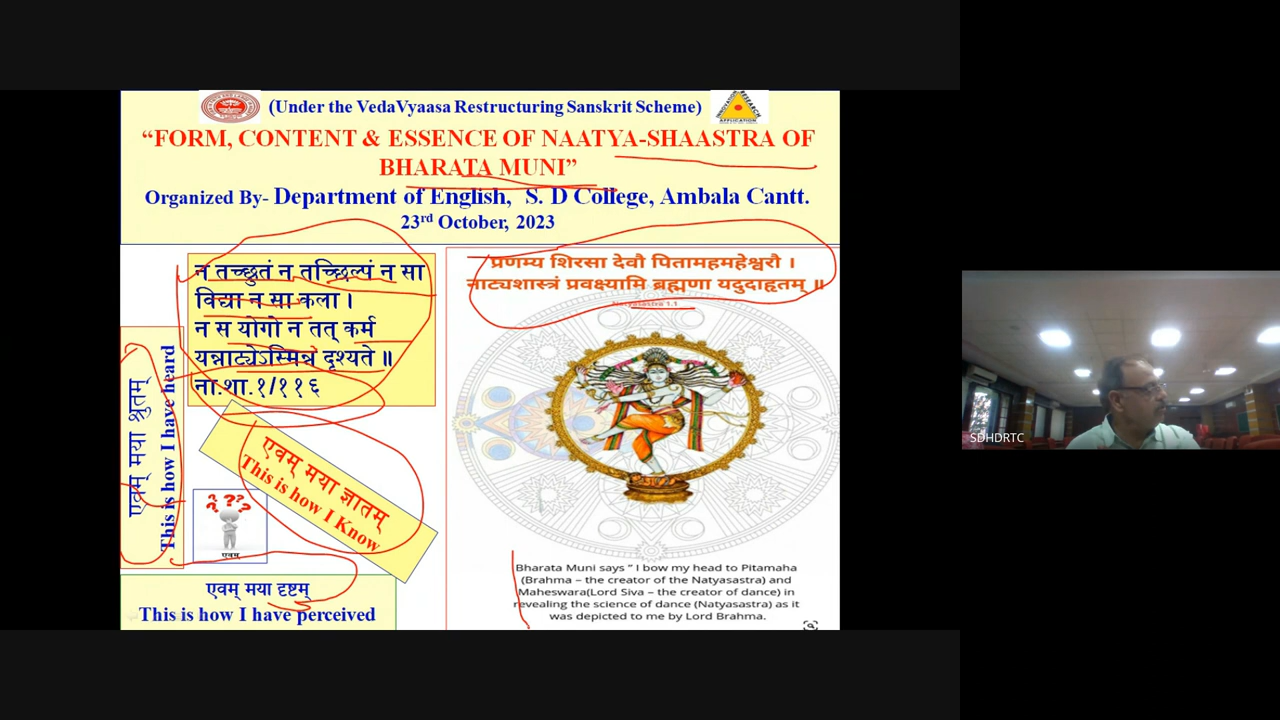 (Under the VedaVyaasa Restructuring Sanskrit Scheme)
“FORM, CONTENT & ESSENCE OF NAATYA-SHAASTRA OF
BHARATA MUNI”
Organized By- Department of English, S. D College, Ambala Cantt.
23rd October, 2023
न तच्छुतं न तच्छिल्पं न सा
विद्या न सा कला ।
न स योगो न तत् कर्म
यन्नाट्येऽस्मिन्न दृश्यते ॥
ना.शा.१/११६
एवम् मया श्रुतम्
This is how I have heard
एवम् मया ज्ञातम्
This is how I Know
एवम्
एवम् मया दृष्टम्
This is how I have perceived
प्रणम्य शिरसा देवौ पितामहमहेश्वरौ ।
नाट्यशास्त्रं प्रवक्ष्यामि ब्रह्मणा यदुदाहृतम् ॥
Bharata Muni says “ I bow my head to Pitamaha
(Brahma – the creator of the Natyasastra) and
Maheswara(Lord Siva – the creator of dance) in
revealing the science of dance (Natyasastra) as it
was depicted to me by Lord Brahma.
SDHDRTC